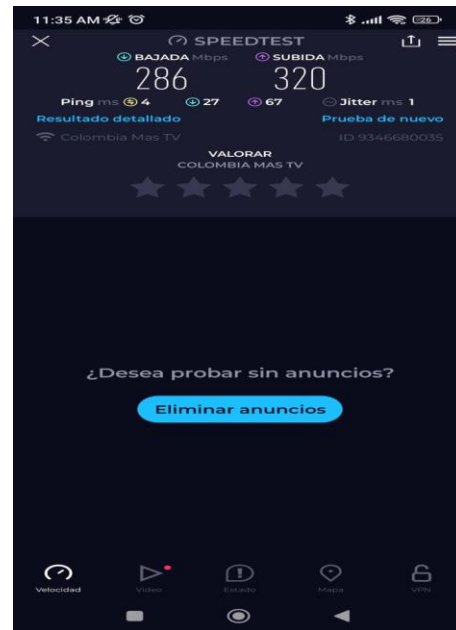 11:35 AM
26
SPEEDTEST
BAJADA Mbps SUBIDA Mbps
286 320
Ping ms 4 27 67 Jitter ms 1
Resultado detallado Prueba de nuevo
Colombia Mas TV ID 9346680035
VALORAR
COLOMBIA MAS TV
¿Desea probar sin anuncios?
Eliminar anuncios
Velocidad Video Estado Mapa VPN